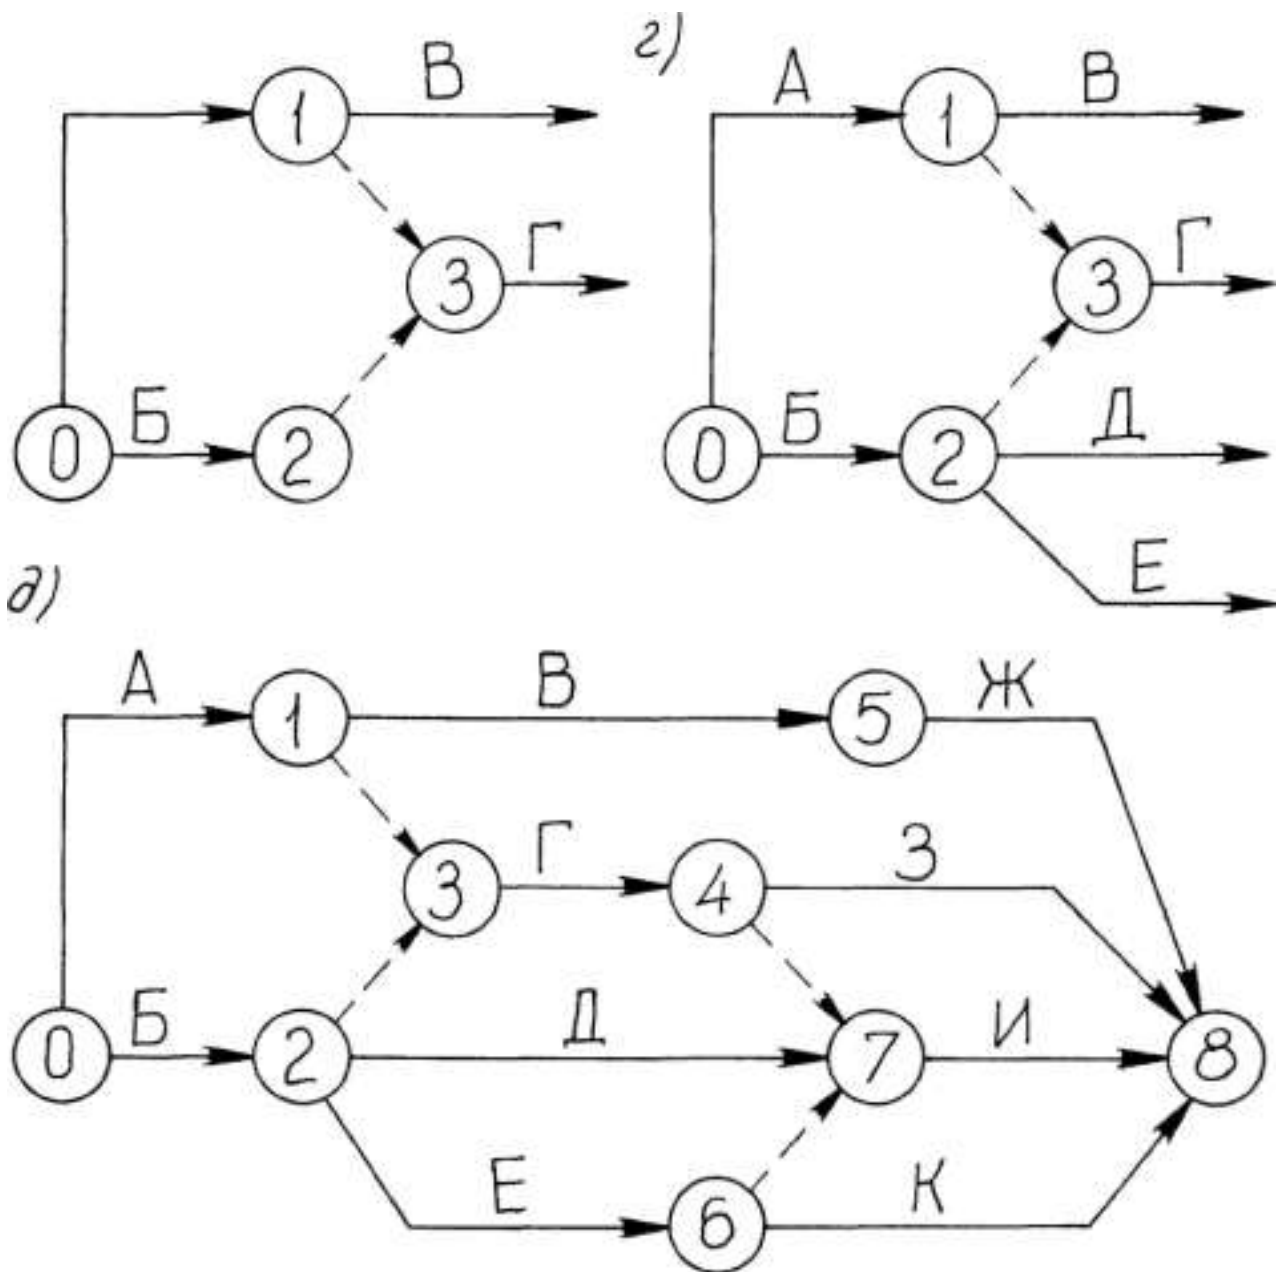 1 В
3 Г
0 Б 2
г)
А 1 В
3 Г
0 Б 2 Д
Е
д)
А 1 В 5 Ж
3 Г 4 З
0 Б 2 Д 7 И 8
Е 6 К